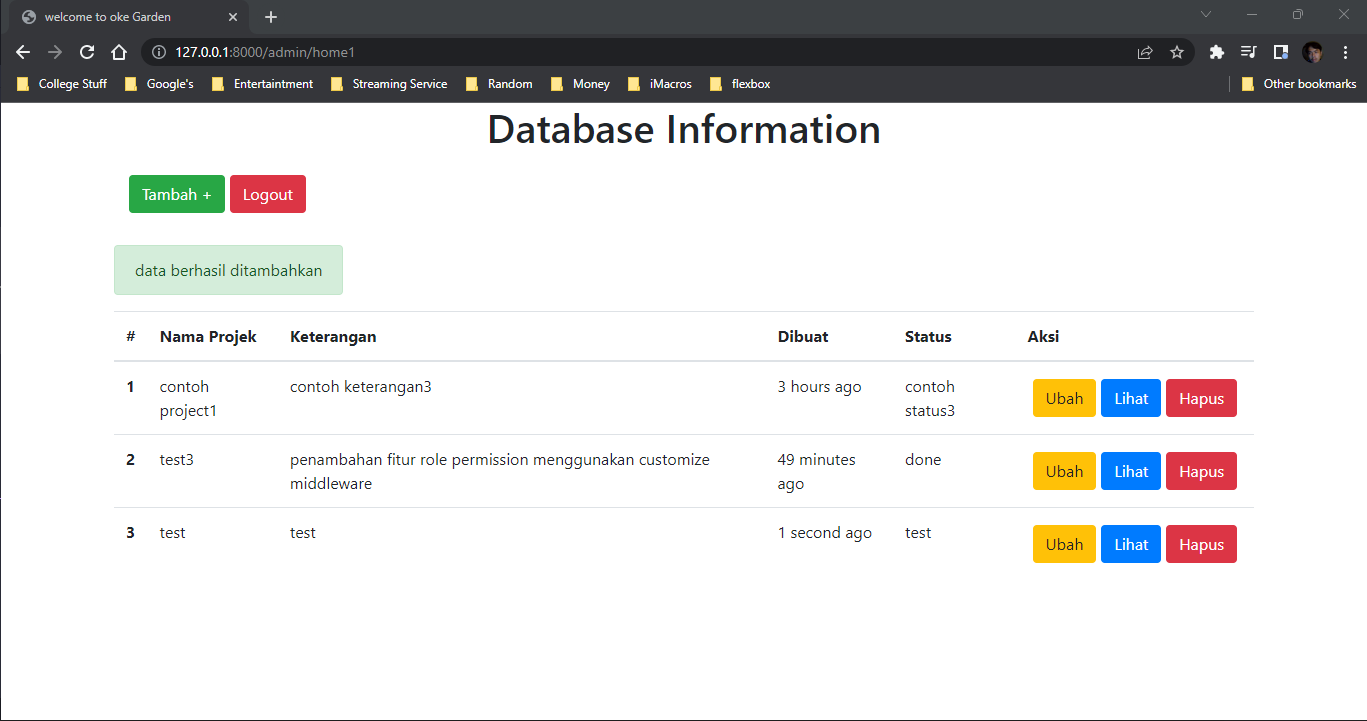 welcome to oke Garden
127.0.0.1:8000/admin/home1
College Stuff Google's Entertaintment Streaming Service Random Money iMacros flexbox Other bookmarks
Database Information
Tambah + Logout
data berhasil ditambahkan
# Nama Projek Keterangan Dibuat Status Aksi
1 contoh contoh keterangan3 3 hours ago contoh Ubah Lihat Hapus
project1 status3
2 test3 penambahan fitur role permission menggunakan customize 49 minutes done Ubah Lihat Hapus
middleware ago
3 test test 1 second ago test Ubah Lihat Hapus